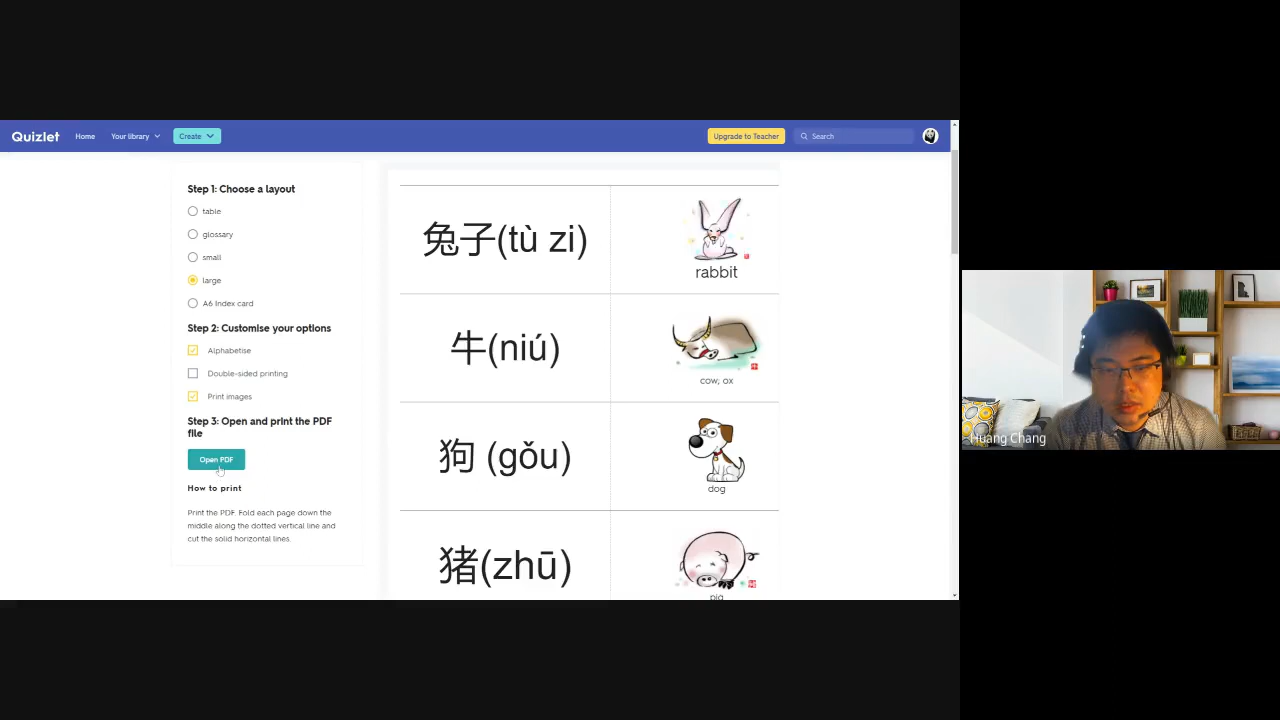 Quizlet
Home
Your library
Create
Upgrade to Teacher
Search
Step 1: Choose a layout
table
glossary
small
large
A6 Index card
Step 2: Customise your options
Alphabetise
Double-sided printing
Print images
Step 3: Open and print the PDF
file
Open PDF
How to print
Print the PDF. Fold each page down the
middle along the dotted vertical line and
cut the solid horizontal lines.
兔子(tù zi)
rabbit
牛(niú)
cow; ox
狗 (gǒu)
dog
猪(zhū)
pig
Huang Chang